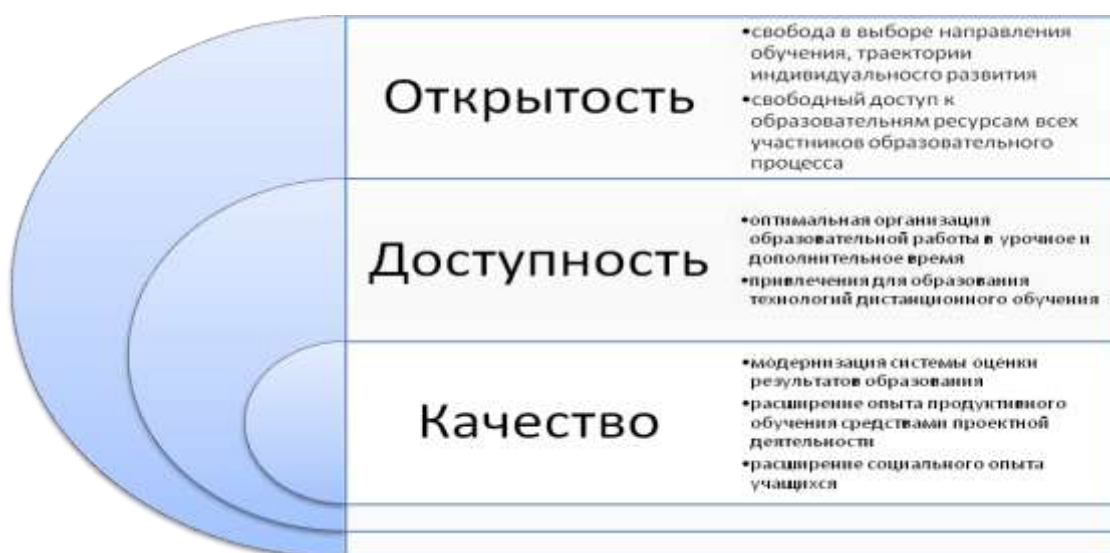 Открытость
•свобода в выборе направления
обучения, траектории
индивидуальносго развития
•свободный доступ к
образовательням ресурсам всех
участников образовательного
процесса
Доступность
•оптимальная организация
образовательной работы в урочное и
дополнительное время
•привлечения для образования
технологий дистанционного обучения
Качество
•модернизация системы оценки
результатов образования
•расширение опыта продуктивного
обучения средствами проектной
деятельности
•расширение социального опыта
учащихся